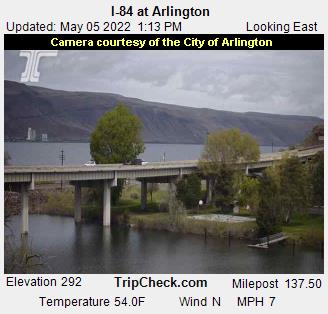 I-84 at Arlington
Updated: May 05 2022 1:13 PM Looking East
Camera courtesy of the City of Arlington
Elevation 292 TripCheck.com Milepost 137.50
Temperature 54.0F Wind N MPH 7